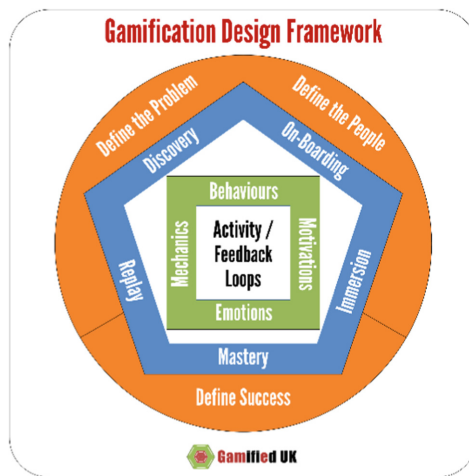 Gamification Design Framework
Define the Problem
Define the People
Discovery
On-Boarding
Behaviours
Mechanics
Activity /
Feedback
Loops
Motivations
Emotions
Replay
Immersion
Mastery
Define Success
Gamified UK